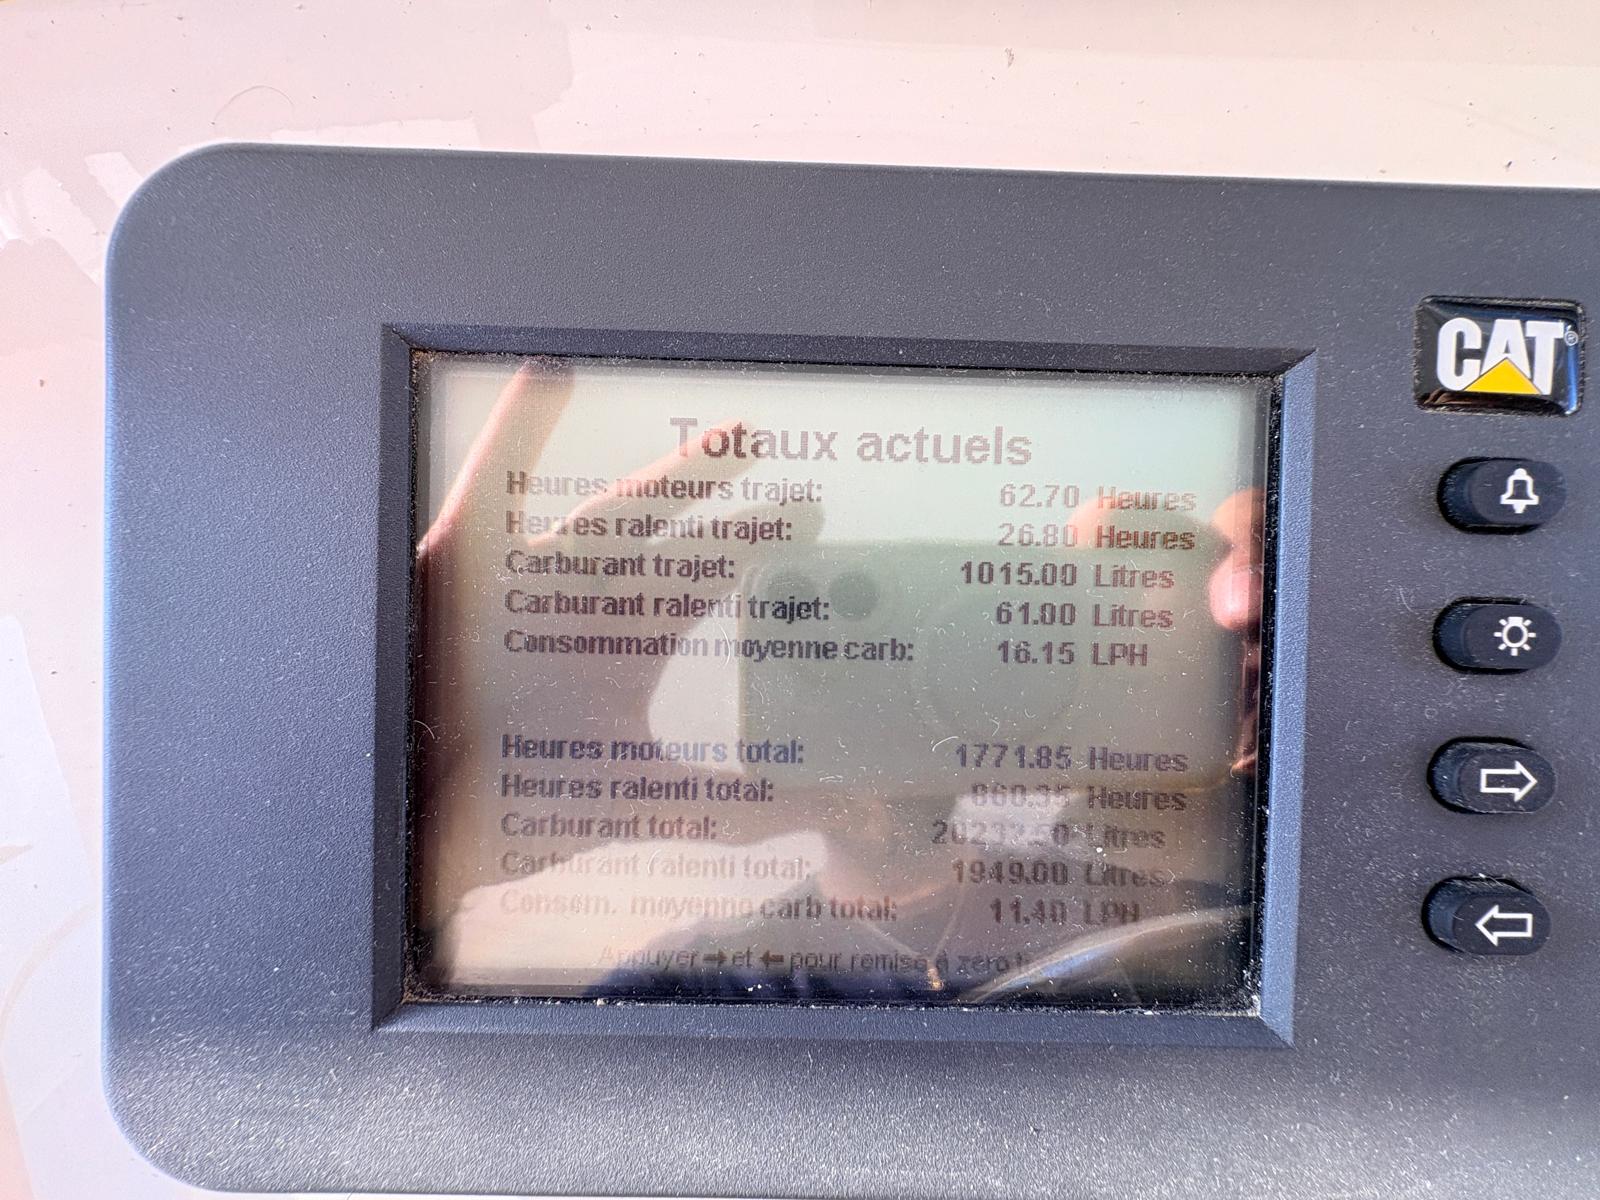 CAT®
Totaux actuels
Heures moteurs trajet: 62.70 Heures
Heures ralenti trajet: 26.80 Heures
Carburant trajet: 1015.00 Litres
Carburant ralenti trajet: 61.00 Litres
Consommation moyenne carb: 16.15 LPH
Heures moteurs total: 1771.85 Heures
Heures ralenti total: Heures
Carburant total: Litres
Carburant ralenti total: 1949.00 Litres
Consom. moyenne carb total: 11.40 LPH
Appuyer → et ← pour remise à zéro